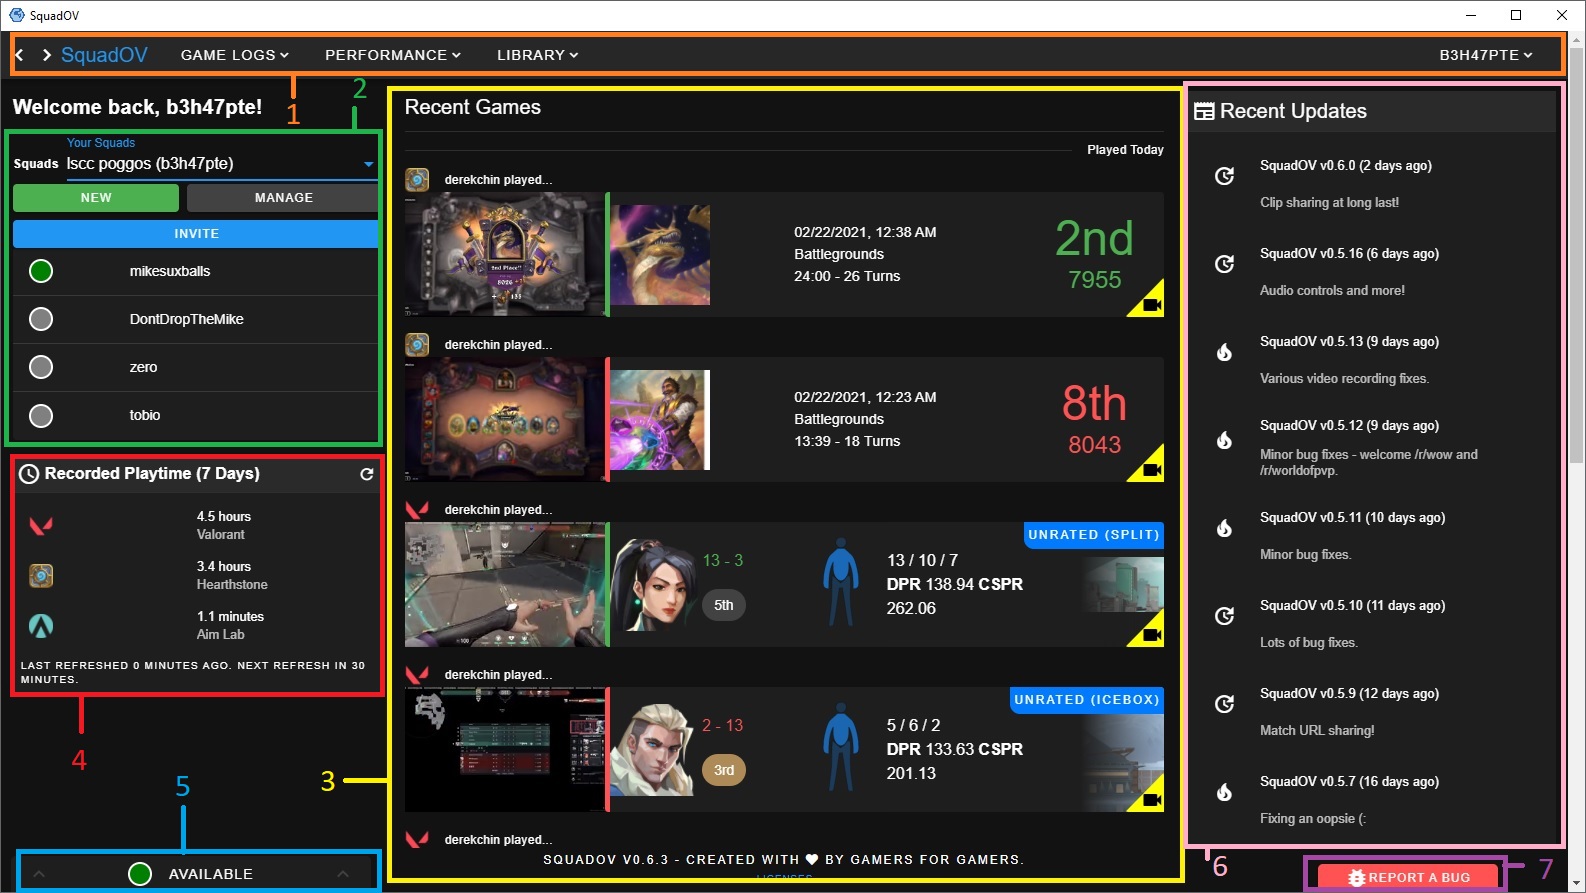 SquadOV
SquadOV GAME LOGS PERFORMANCE LIBRARY B3H47PTE
1
2
Welcome back, b3h47pte!
Your Squads
Squads lscc poggos (b3h47pte)
NEW MANAGE
INVITE
mikesuxballs
DontDropTheMike
zero
tobio
Recorded Playtime (7 Days)
4.5 hours
Valorant
3.4 hours
Hearthstone
1.1 minutes
Aim Lab
LAST REFRESHED 0 MINUTES AGO. NEXT REFRESH IN 30
MINUTES.
4
5
AVAILABLE
Recent Games
Played Today
derekchin played...
2nd Place!
02/22/2021, 12:38 AM
Battlegrounds
24:00 - 26 Turns
2nd
7955
derekchin played...
02/22/2021, 12:23 AM
Battlegrounds
13:39 - 18 Turns
8th
8043
derekchin played...
UNRATED (SPLIT)
13 - 3
5th
13 / 10 / 7
DPR 138.94 CSPR
262.06
derekchin played...
UNRATED (ICEBOX)
2 - 13
3rd
5 / 6 / 2
DPR 133.63 CSPR
201.13
3
derekchin played...
SQUADOV V0.6.3 - CREATED WITH BY GAMERS FOR GAMERS.
LICENSES
Recent Updates
SquadOV v0.6.0 (2 days ago)
Clip sharing at long last!
SquadOV v0.5.16 (6 days ago)
Audio controls and more!
SquadOV v0.5.13 (9 days ago)
Various video recording fixes.
SquadOV v0.5.12 (9 days ago)
Minor bug fixes - welcome /r/wow and
/r/worldofpvp.
SquadOV v0.5.11 (10 days ago)
Minor bug fixes.
SquadOV v0.5.10 (11 days ago)
Lots of bug fixes.
SquadOV v0.5.9 (12 days ago)
Match URL sharing!
SquadOV v0.5.7 (16 days ago)
Fixing an oopsie (:
6
REPORT A BUG
7